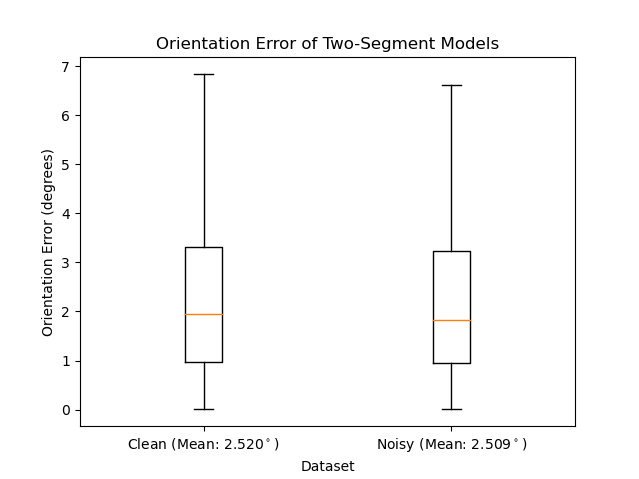 Orientation Error of Two-Segment Models
Orientation Error (degrees)
7
6
5
4
3
2
1
0
Clean (Mean: 2.520°)
Noisy (Mean: 2.509°)
Dataset